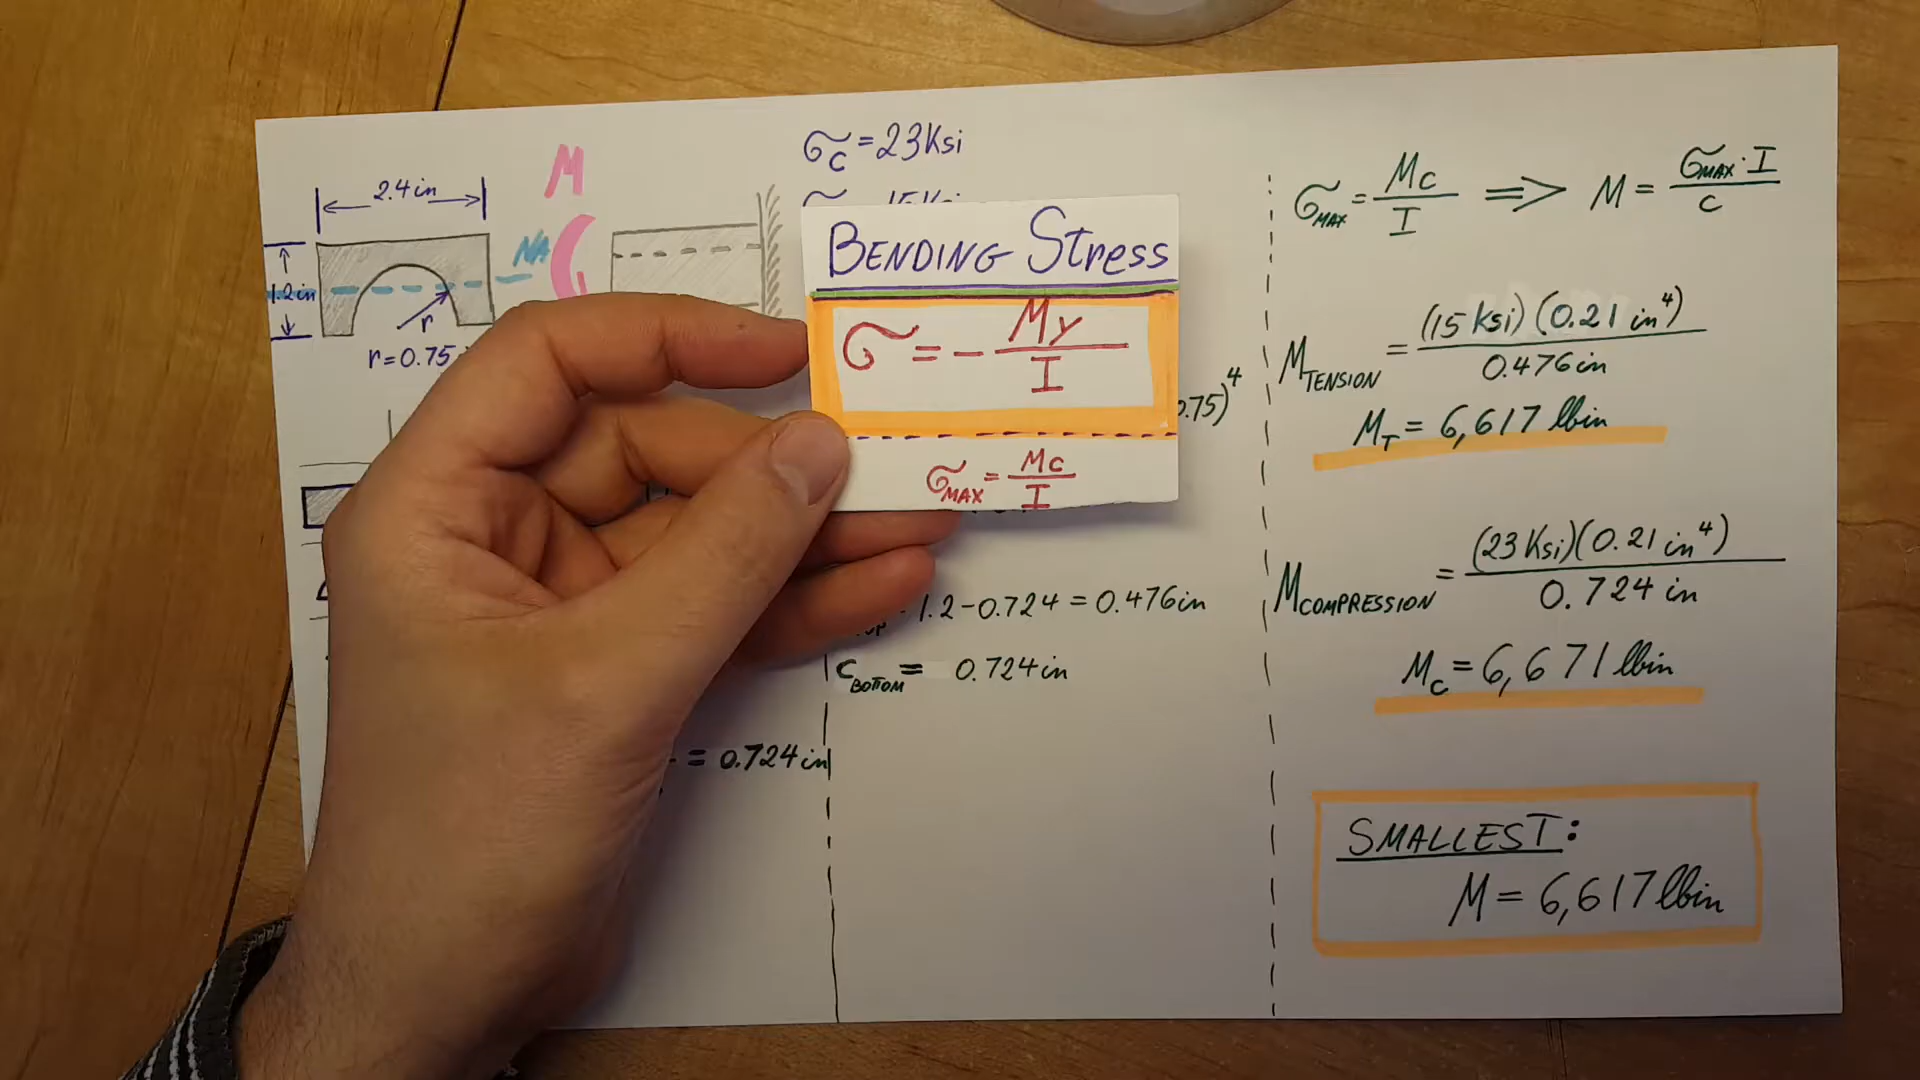 2.4in
1.2in
NA
r
r=0.75
M
σc = 23Ksi
BENDING Stress
σ = - My/I
σMAX = Mc/I
0.75)⁴
1.2-0.724 = 0.476in
cBOTTOM = 0.724in
= 0.724in
σMAX = Mc/I => M = σMAX·I/c
MTENSION = (15 ksi)(0.21 in⁴)/0.476in
MT = 6,617 lbin
MCOMPRESSION = (23 Ksi)(0.21 in⁴)/0.724 in
Mc = 6,671 lbin
SMALLEST:
M = 6,617 lbin